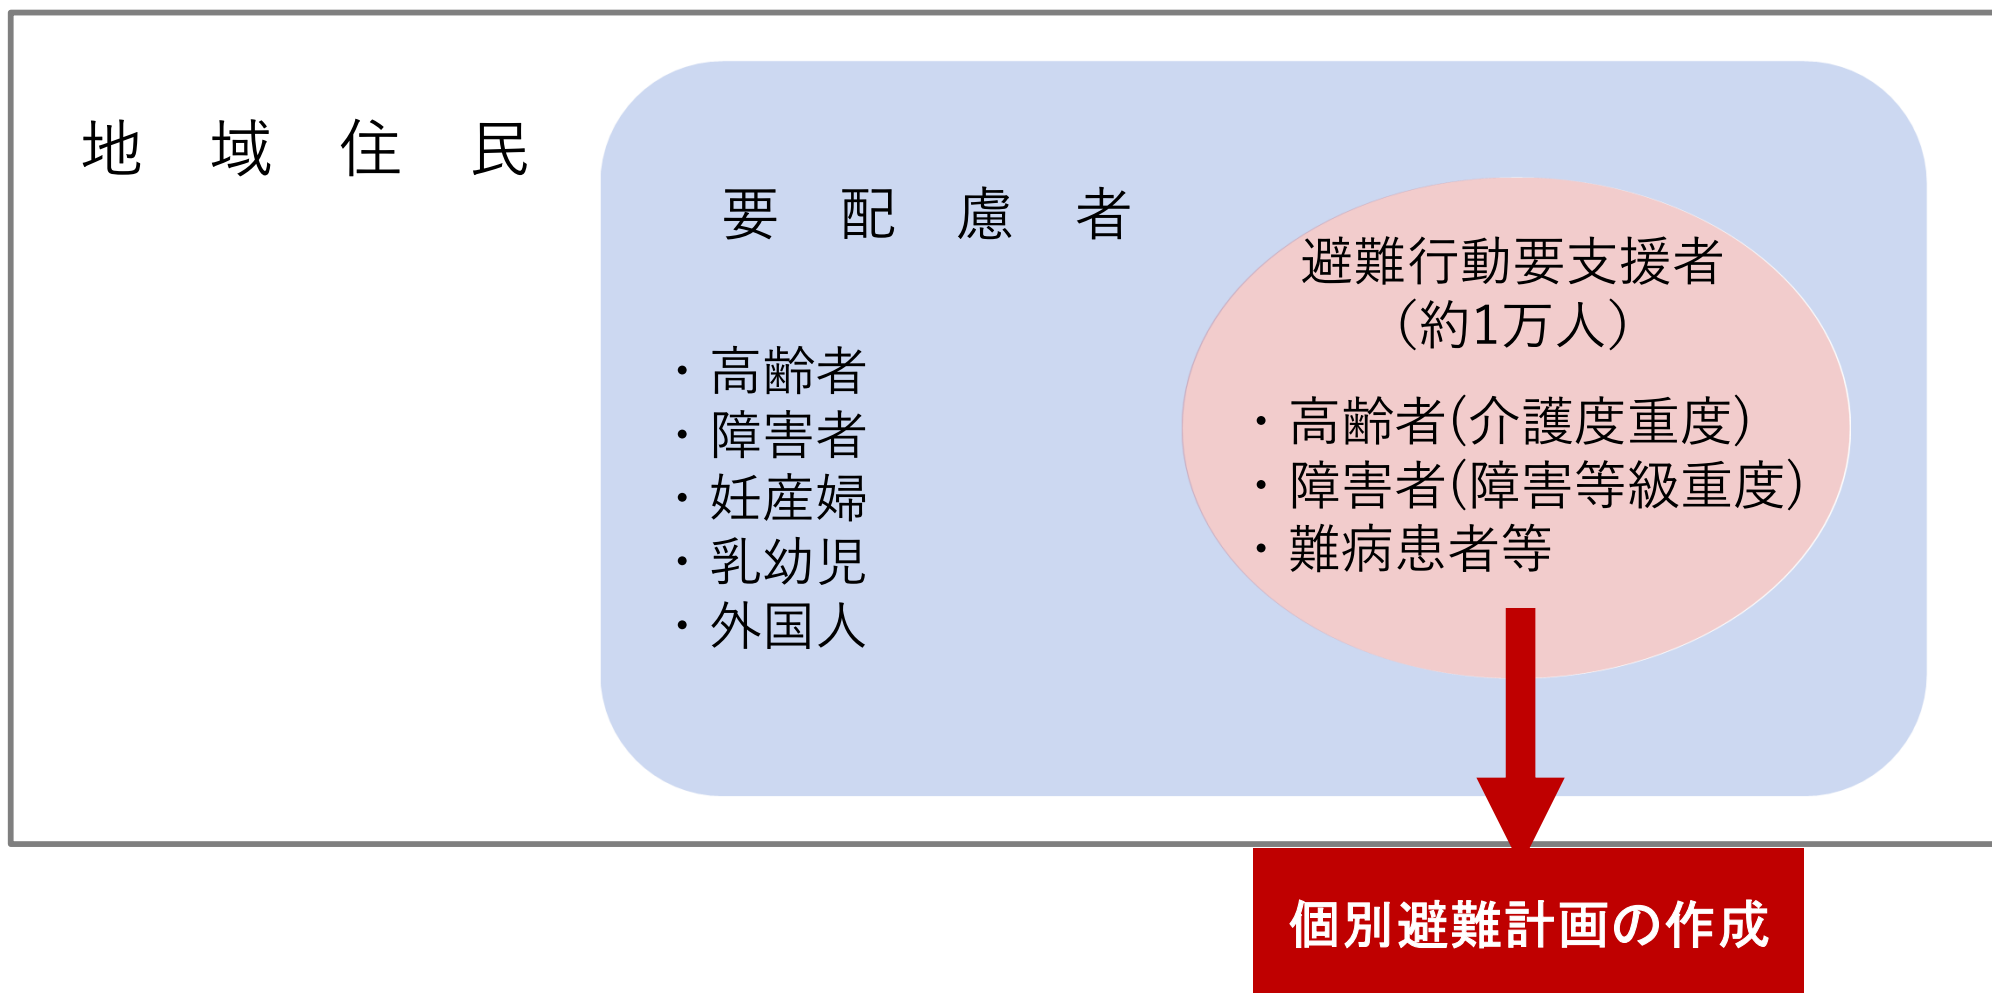 地 域 住 民
要 配 慮 者
・高齢者
・障害者
・妊産婦
・乳幼児
・外国人
避難行動要支援者
（約1万人）
・高齢者(介護度重度)
・障害者(障害等級重度)
・難病患者等
個別避難計画の作成